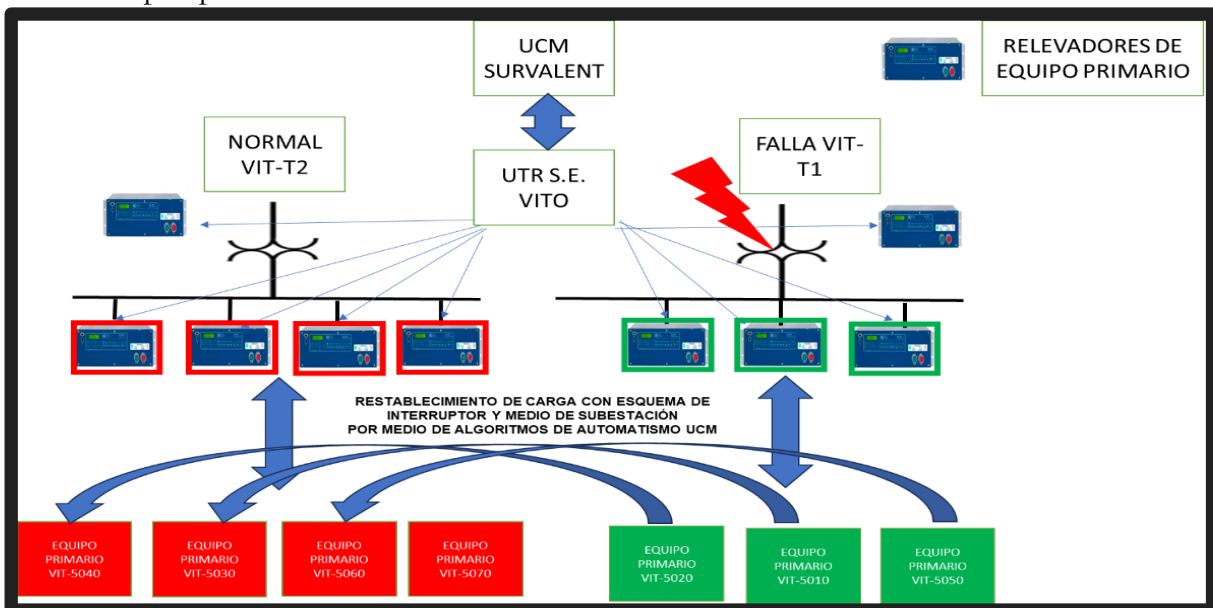 UCM
SURVALENT
RELEVADORES DE
EQUIPO PRIMARIO
NORMAL
VIT-T2
UTR S.E.
VITO
FALLA VIT-
T1
RESTABLECIMIENTO DE CARGA CON ESQUEMA DE
INTERRUPTOR Y MEDIO DE SUBESTACIÓN
POR MEDIO DE ALGORITMOS DE AUTOMATISMO UCM
EQUIPO
PRIMARIO
VIT-5040
EQUIPO
PRIMARIO
VIT-5030
EQUIPO
PRIMARIO
VIT-5060
EQUIPO
PRIMARIO
VIT-5070
EQUIPO
PRIMARIO
VIT-5020
EQUIPO
PRIMARIO
VIT-5010
EQUIPO
PRIMARIO
VIT-5050